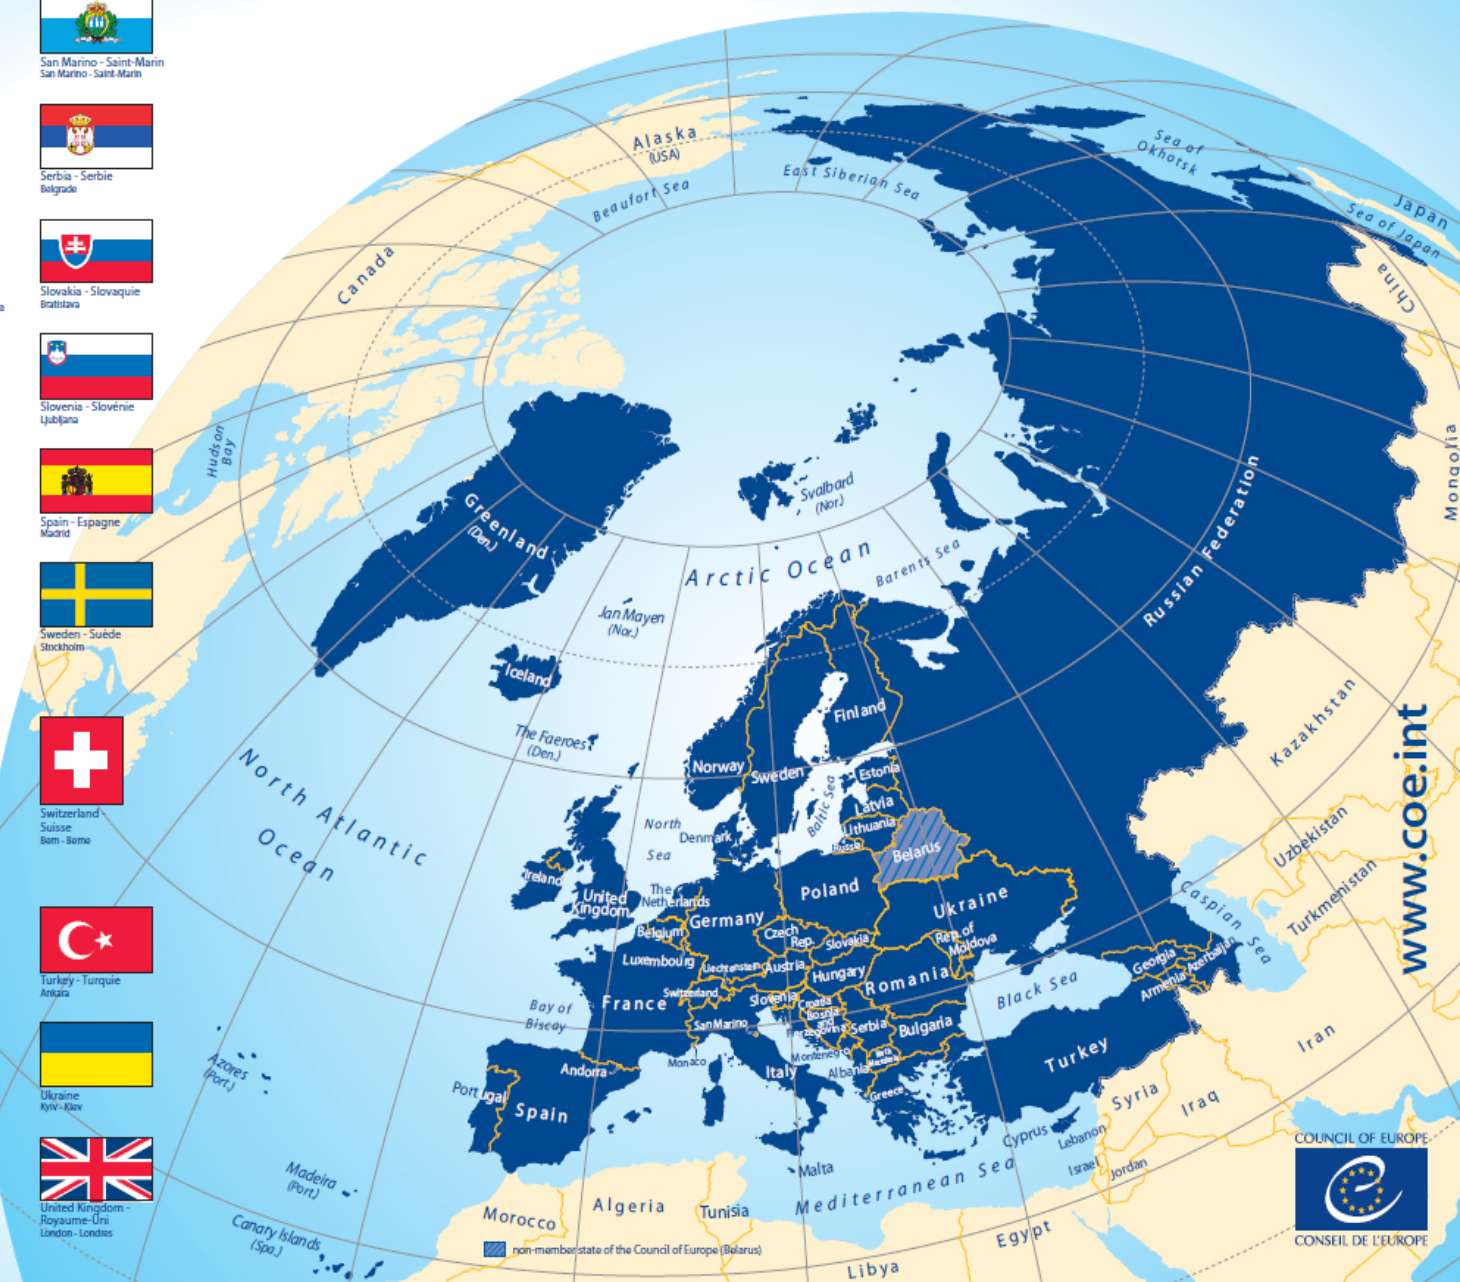 San Marino - Saint-Marin
San Marino - Saint-Marin
Serbia - Serbie
Belgrade
Slovakia - Slovaquie
Bratislava
Slovenia - Slovénie
Ljubljana
Spain - Espagne
Madrid
Sweden - Suède
Stockholm
Switzerland -
Suisse
Bern - Berne
Turkey - Turquie
Ankara
Ukraine
Kyiv - Kiev
United Kingdom -
Royaume-Uni
London - Londres
Alaska
(USA)
Beaufort Sea
East Siberian Sea
Sea of
Okhotsk
Japan
Sea of Japan
China
Mongolia
Canada
Hudson
Bay
Greenland
(Den.)
Svalbard
(Nor.)
Arctic Ocean
Barents Sea
Jan Mayen
(Nor.)
Iceland
The Faeroes
(Den.)
Russian Federation
Kazakhstan
Uzbekistan
Turkmenistan
Caspian Sea
North Atlantic
Ocean
Norway
Sweden
Finland
Estonia
Latvia
Lithuania
Russia
Baltic Sea
Belarus
North
Sea
Denmark
Ireland
United
Kingdom
The
Netherlands
Belgium
Luxembourg
Germany
Poland
Ukraine
Czech
Rep.
Slovakia
Rep. of
Moldova
Liechtenstein
Austria
Hungary
Romania
Switzerland
Slovenia
Croatia
Bosnia
and
Herzegovina
Serbia
Bulgaria
France
San Marino
Monaco
Montenegro
North
Macedonia
Albania
Italy
Greece
Bay of
Biscay
Andorra
Portugal
Spain
Black Sea
Georgia
Armenia
Azerbaijan
Turkey
Syria
Iraq
Iran
Cyprus
Lebanon
Israel
Jordan
Malta
Mediterranean Sea
Azores
(Port.)
Madeira
(Port.)
Canary Islands
(Spa.)
Morocco
Algeria
Tunisia
Libya
Egypt
non-member state of the Council of Europe (Belarus)
www.coe.int
COUNCIL OF EUROPE
CONSEIL DE L'EUROPE